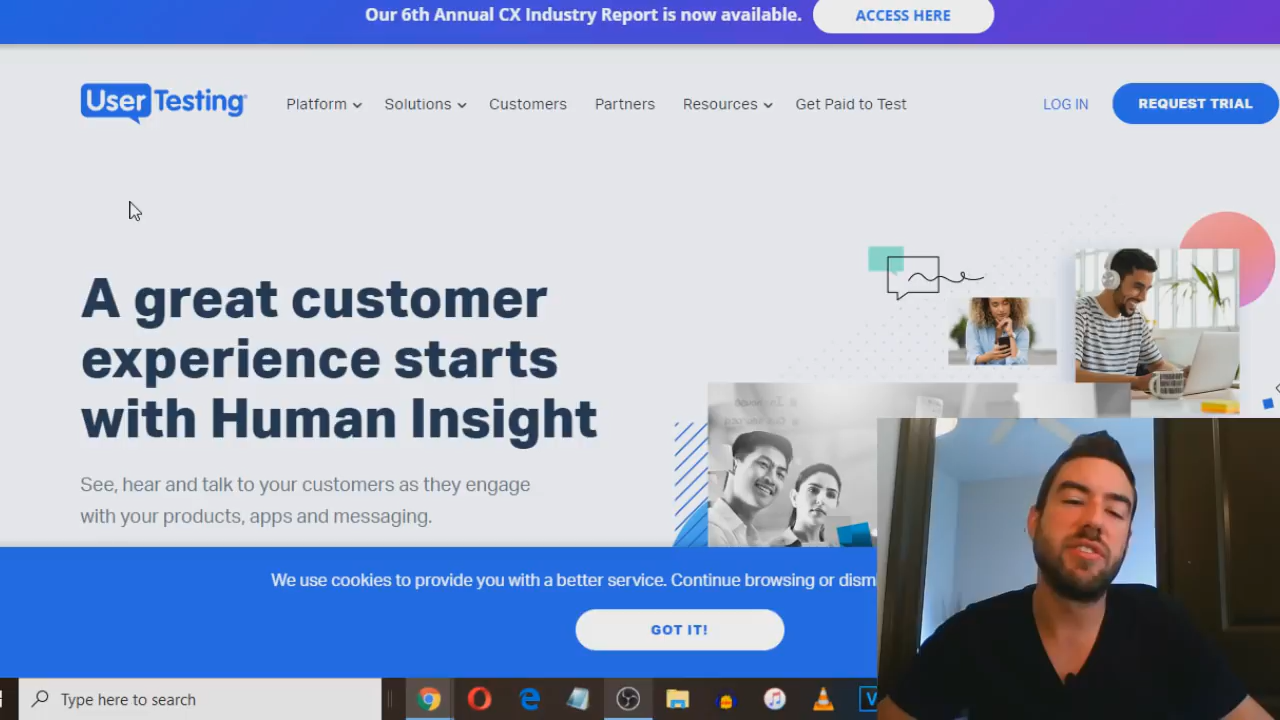 Our 6th Annual CX Industry Report is now available.
ACCESS HERE
User Testing
Platform
Solutions
Customers
Partners
Resources
Get Paid to Test
LOG IN
REQUEST TRIAL
A great customer
experience starts
with Human Insight
See, hear and talk to your customers as they engage
with your products, apps and messaging.
We use cookies to provide you with a better service. Continue browsing or dism
GOT IT!
Type here to search
V